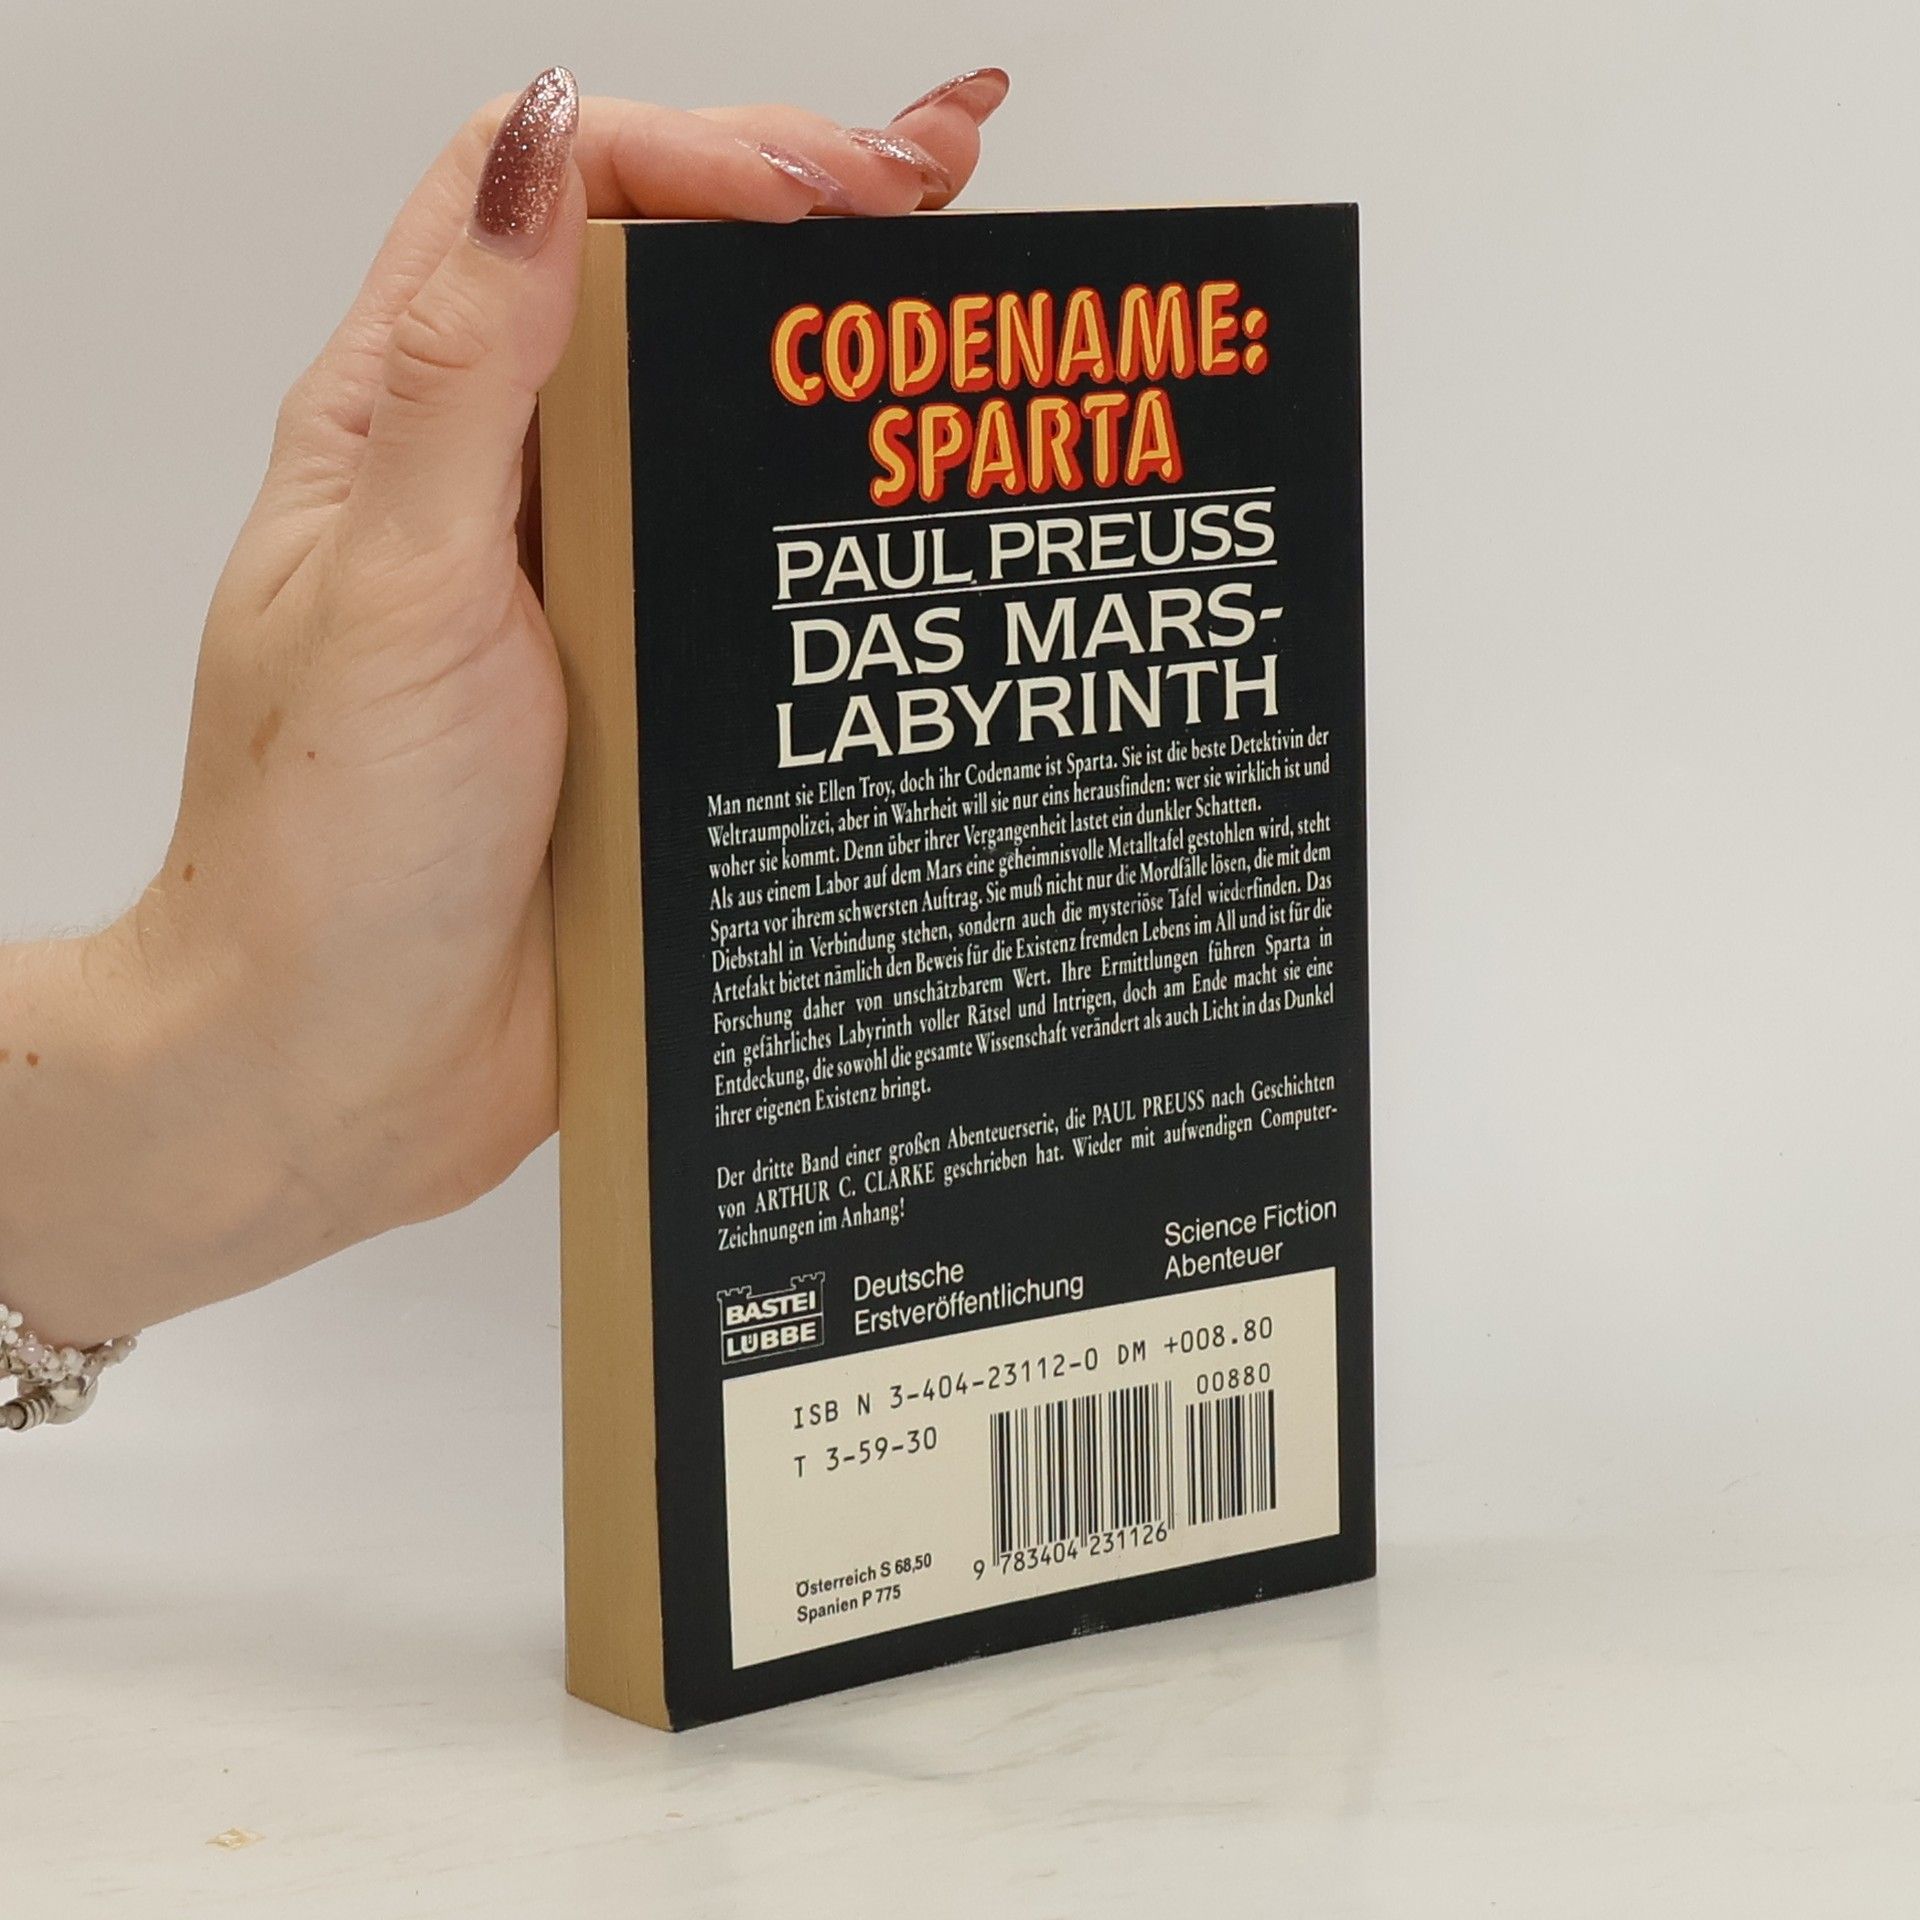 CODENAME:
SPARTA
PAUL PREUSS
DAS MARS-
LABYRINTH
Man nennt sie Ellen Troy, doch ihr Codename ist Sparta. Sie ist die beste Detektivin der
Weltraumpolizei, aber in Wahrheit will sie nur eins herausfinden: wer sie wirklich ist und
woher sie kommt. Denn über ihrer Vergangenheit lastet ein dunkler Schatten.
Als aus einem Labor auf dem Mars eine geheimnisvolle Metalltafel gestohlen wird, steht
Sparta vor ihrem schwersten Auftrag. Sie muß nicht nur die Mordfälle lösen, die mit dem
Diebstahl in Verbindung stehen, sondern auch die mysteriöse Tafel wiederfinden. Das
Artefakt bietet nämlich den Beweis für die Existenz fremden Lebens im All und ist für die
Forschung daher von unschätzbarem Wert. Ihre Ermittlungen führen Sparta in
ein gefährliches Labyrinth voller Rätsel und Intrigen, doch am Ende macht sie eine
Entdeckung, die sowohl die gesamte Wissenschaft verändert als auch Licht in das Dunkel
ihrer eigenen Existenz bringt.
Der dritte Band einer großen Abenteuerserie, die PAUL PREUSS nach Geschichten
von ARTHUR C. CLARKE geschrieben hat. Wieder mit aufwendigen Computer-
Zeichnungen im Anhang!
BASTEI
LÜBBE
Deutsche
Erstveröffentlichung
Science Fiction
Abenteuer
ISB N 3-404-23112-0 DM +008.80
T 3-59-30
00880
9 783404 231126
Österreich S 68,50
Spanien P 775